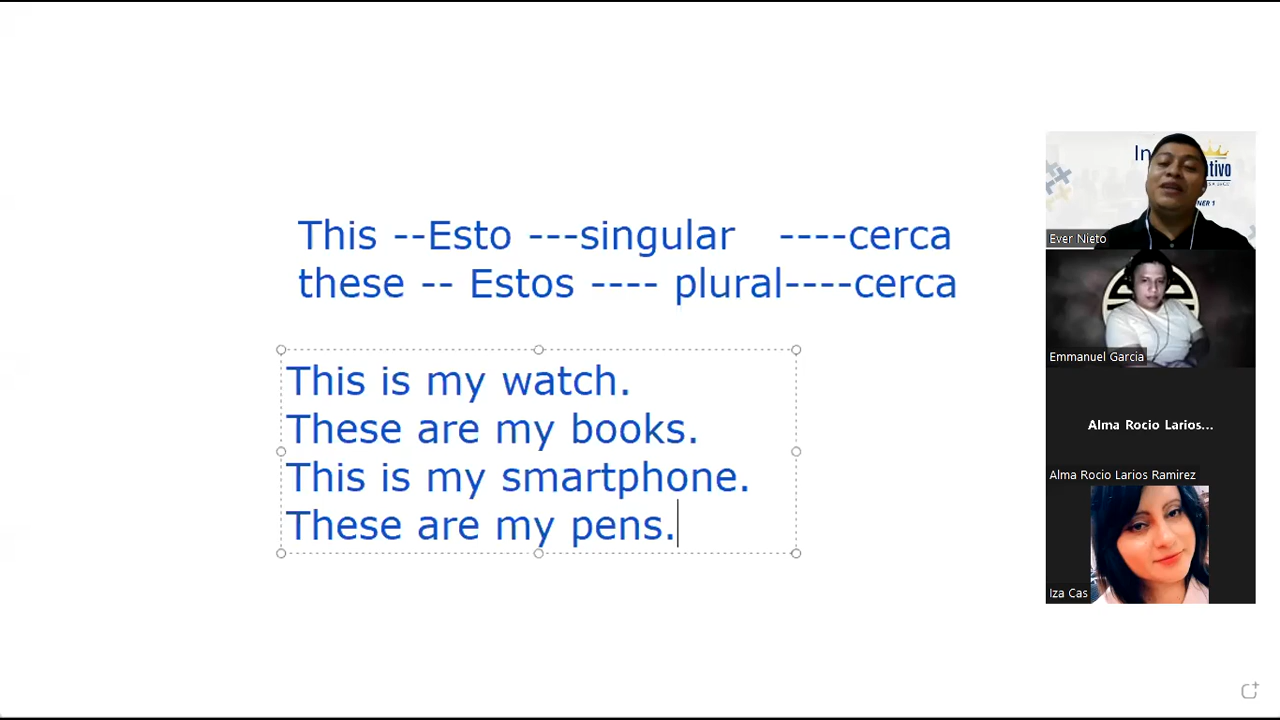 This --Esto ---singular ----cerca
these -- Estos ---- plural----cerca
This is my watch.
These are my books.
This is my smartphone.
These are my pens.
Ever Nieto
Emmanuel Garcia
Alma Rocio Larios...
Alma Rocio Larios Ramirez
Iza Cas